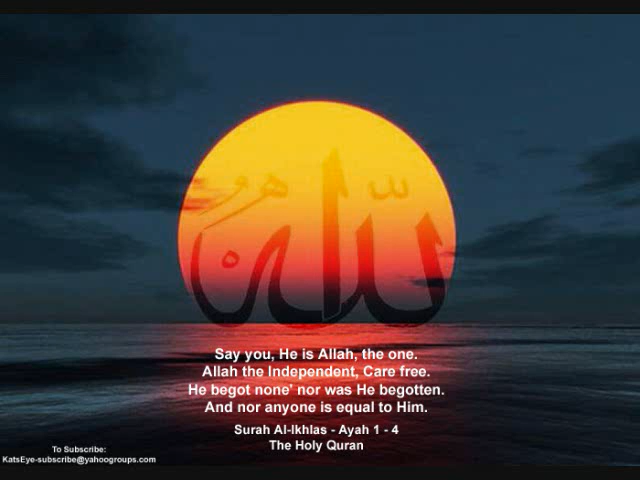 Say you, He is Allah, the one.
Allah the Independent, Care free.
He begot none' nor was He begotten.
And nor anyone is equal to Him.
Surah Al-Ikhlas - Ayah 1 - 4
The Holy Quran
To Subscribe:
KatsEye-subscribe@yahoogroups.com